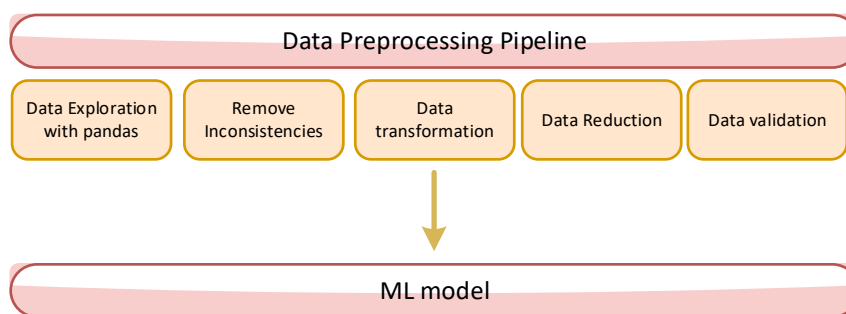 Data Preprocessing Pipeline
Data Exploration
with pandas
Remove
Inconsistencies
Data
transformation
Data Reduction
Data validation
ML model